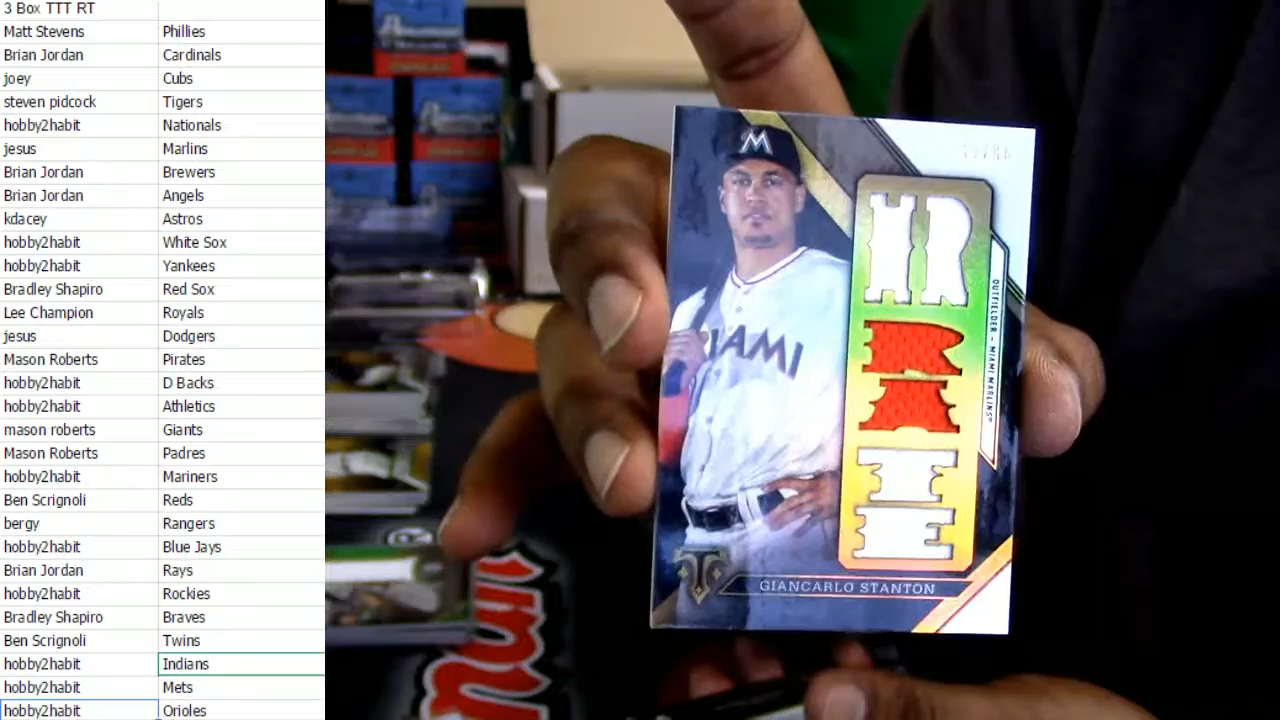 3 Box TTT RT
Matt Stevens Phillies
Brian Jordan Cardinals
joey Cubs
steven pidcock Tigers
hobby2habit Nationals
jesus Marlins
Brian Jordan Brewers
Brian Jordan Angels
kdacey Astros
hobby2habit White Sox
hobby2habit Yankees
Bradley Shapiro Red Sox
Lee Champion Royals
jesus Dodgers
Mason Roberts Pirates
hobby2habit D Backs
hobby2habit Athletics
mason roberts Giants
Mason Roberts Padres
hobby2habit Mariners
Ben Scrignoli Reds
bergy Rangers
hobby2habit Blue Jays
Brian Jordan Rays
hobby2habit Rockies
Bradley Shapiro Braves
Ben Scrignoli Twins
hobby2habit Indians
hobby2habit Mets
hobby2habit Orioles
M
MIAMI
HR
OUTFIELDER – MIAMI MARLINS®
GIANCARLO STANTON